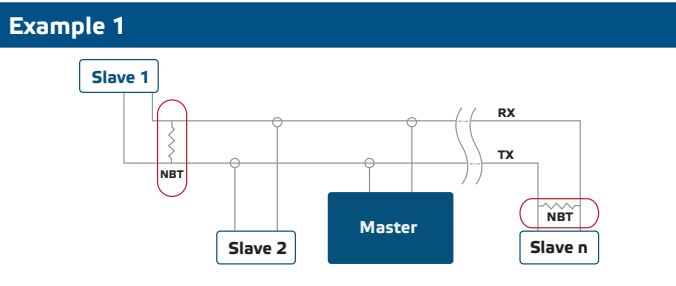 Example 1
Slave 1
RX
TX
NBT
Master
NBT
Slave 2
Slave n